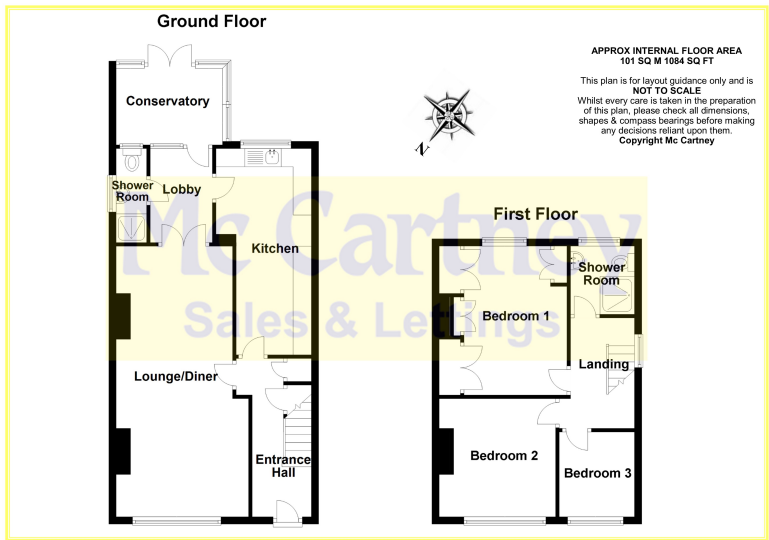 Ground Floor
APPROX INTERNAL FLOOR AREA
101 SQ M 1084 SQ FT
This plan is for layout guidance only and is
NOT TO SCALE
Whilst every care is taken in the preparation
of this plan, please check all dimensions,
shapes & compass bearings before making
any decisions reliant upon them.
Copyright Mc Cartney
Conservatory
N
Shower
Room
Lobby
Kitchen
Lounge/Diner
Entrance
Hall
First Floor
Shower
Room
Bedroom 1
Landing
Bedroom 2
Bedroom 3
Mc Cartney
Sales & Lettings